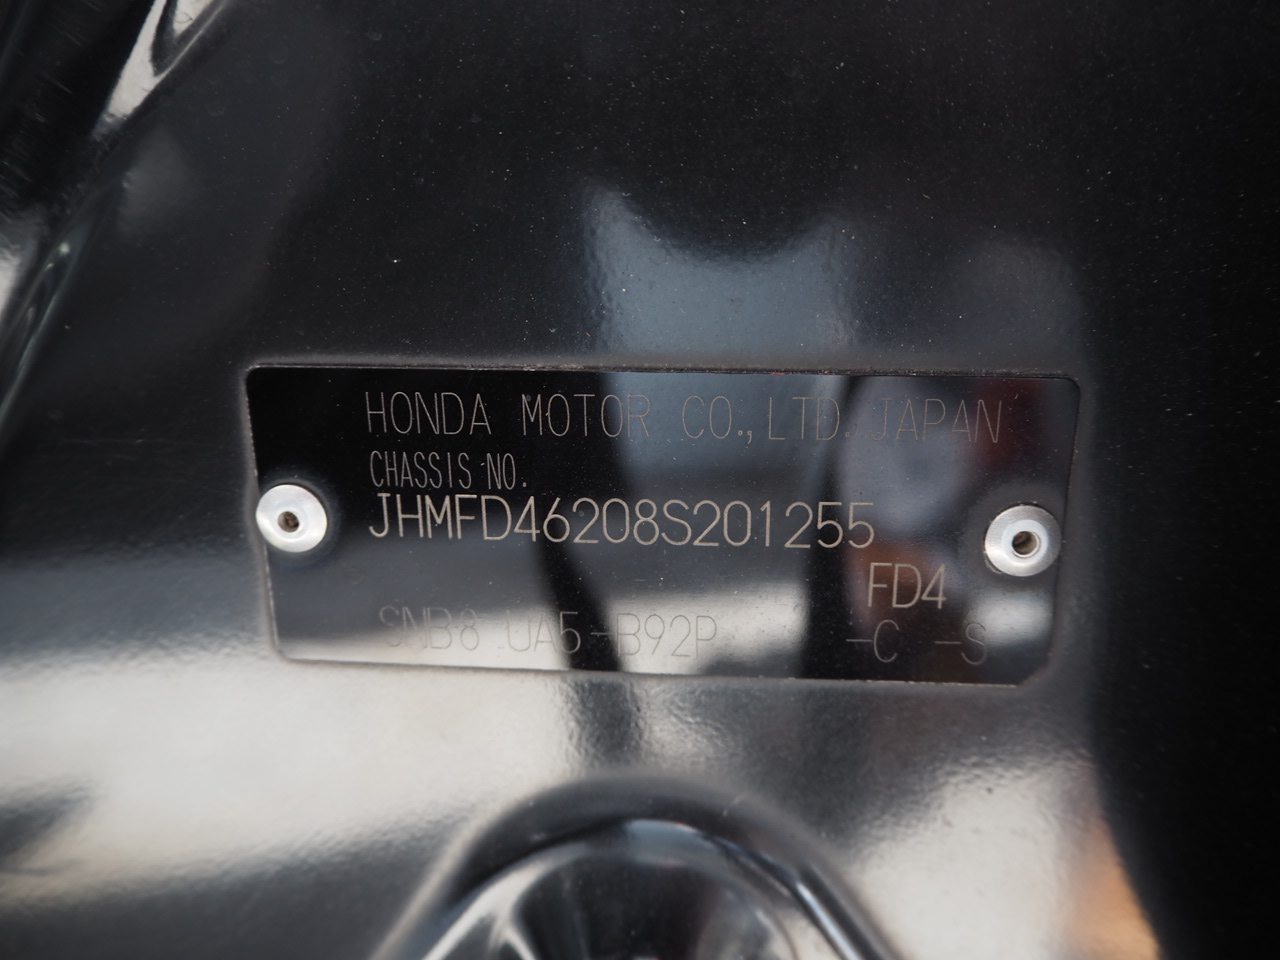 HONDA MOTOR CO.,LTD. JAPAN
CHASSIS NO.
JHMFD46208S201255
FD4
SNB8 UA5-B92P -C -S